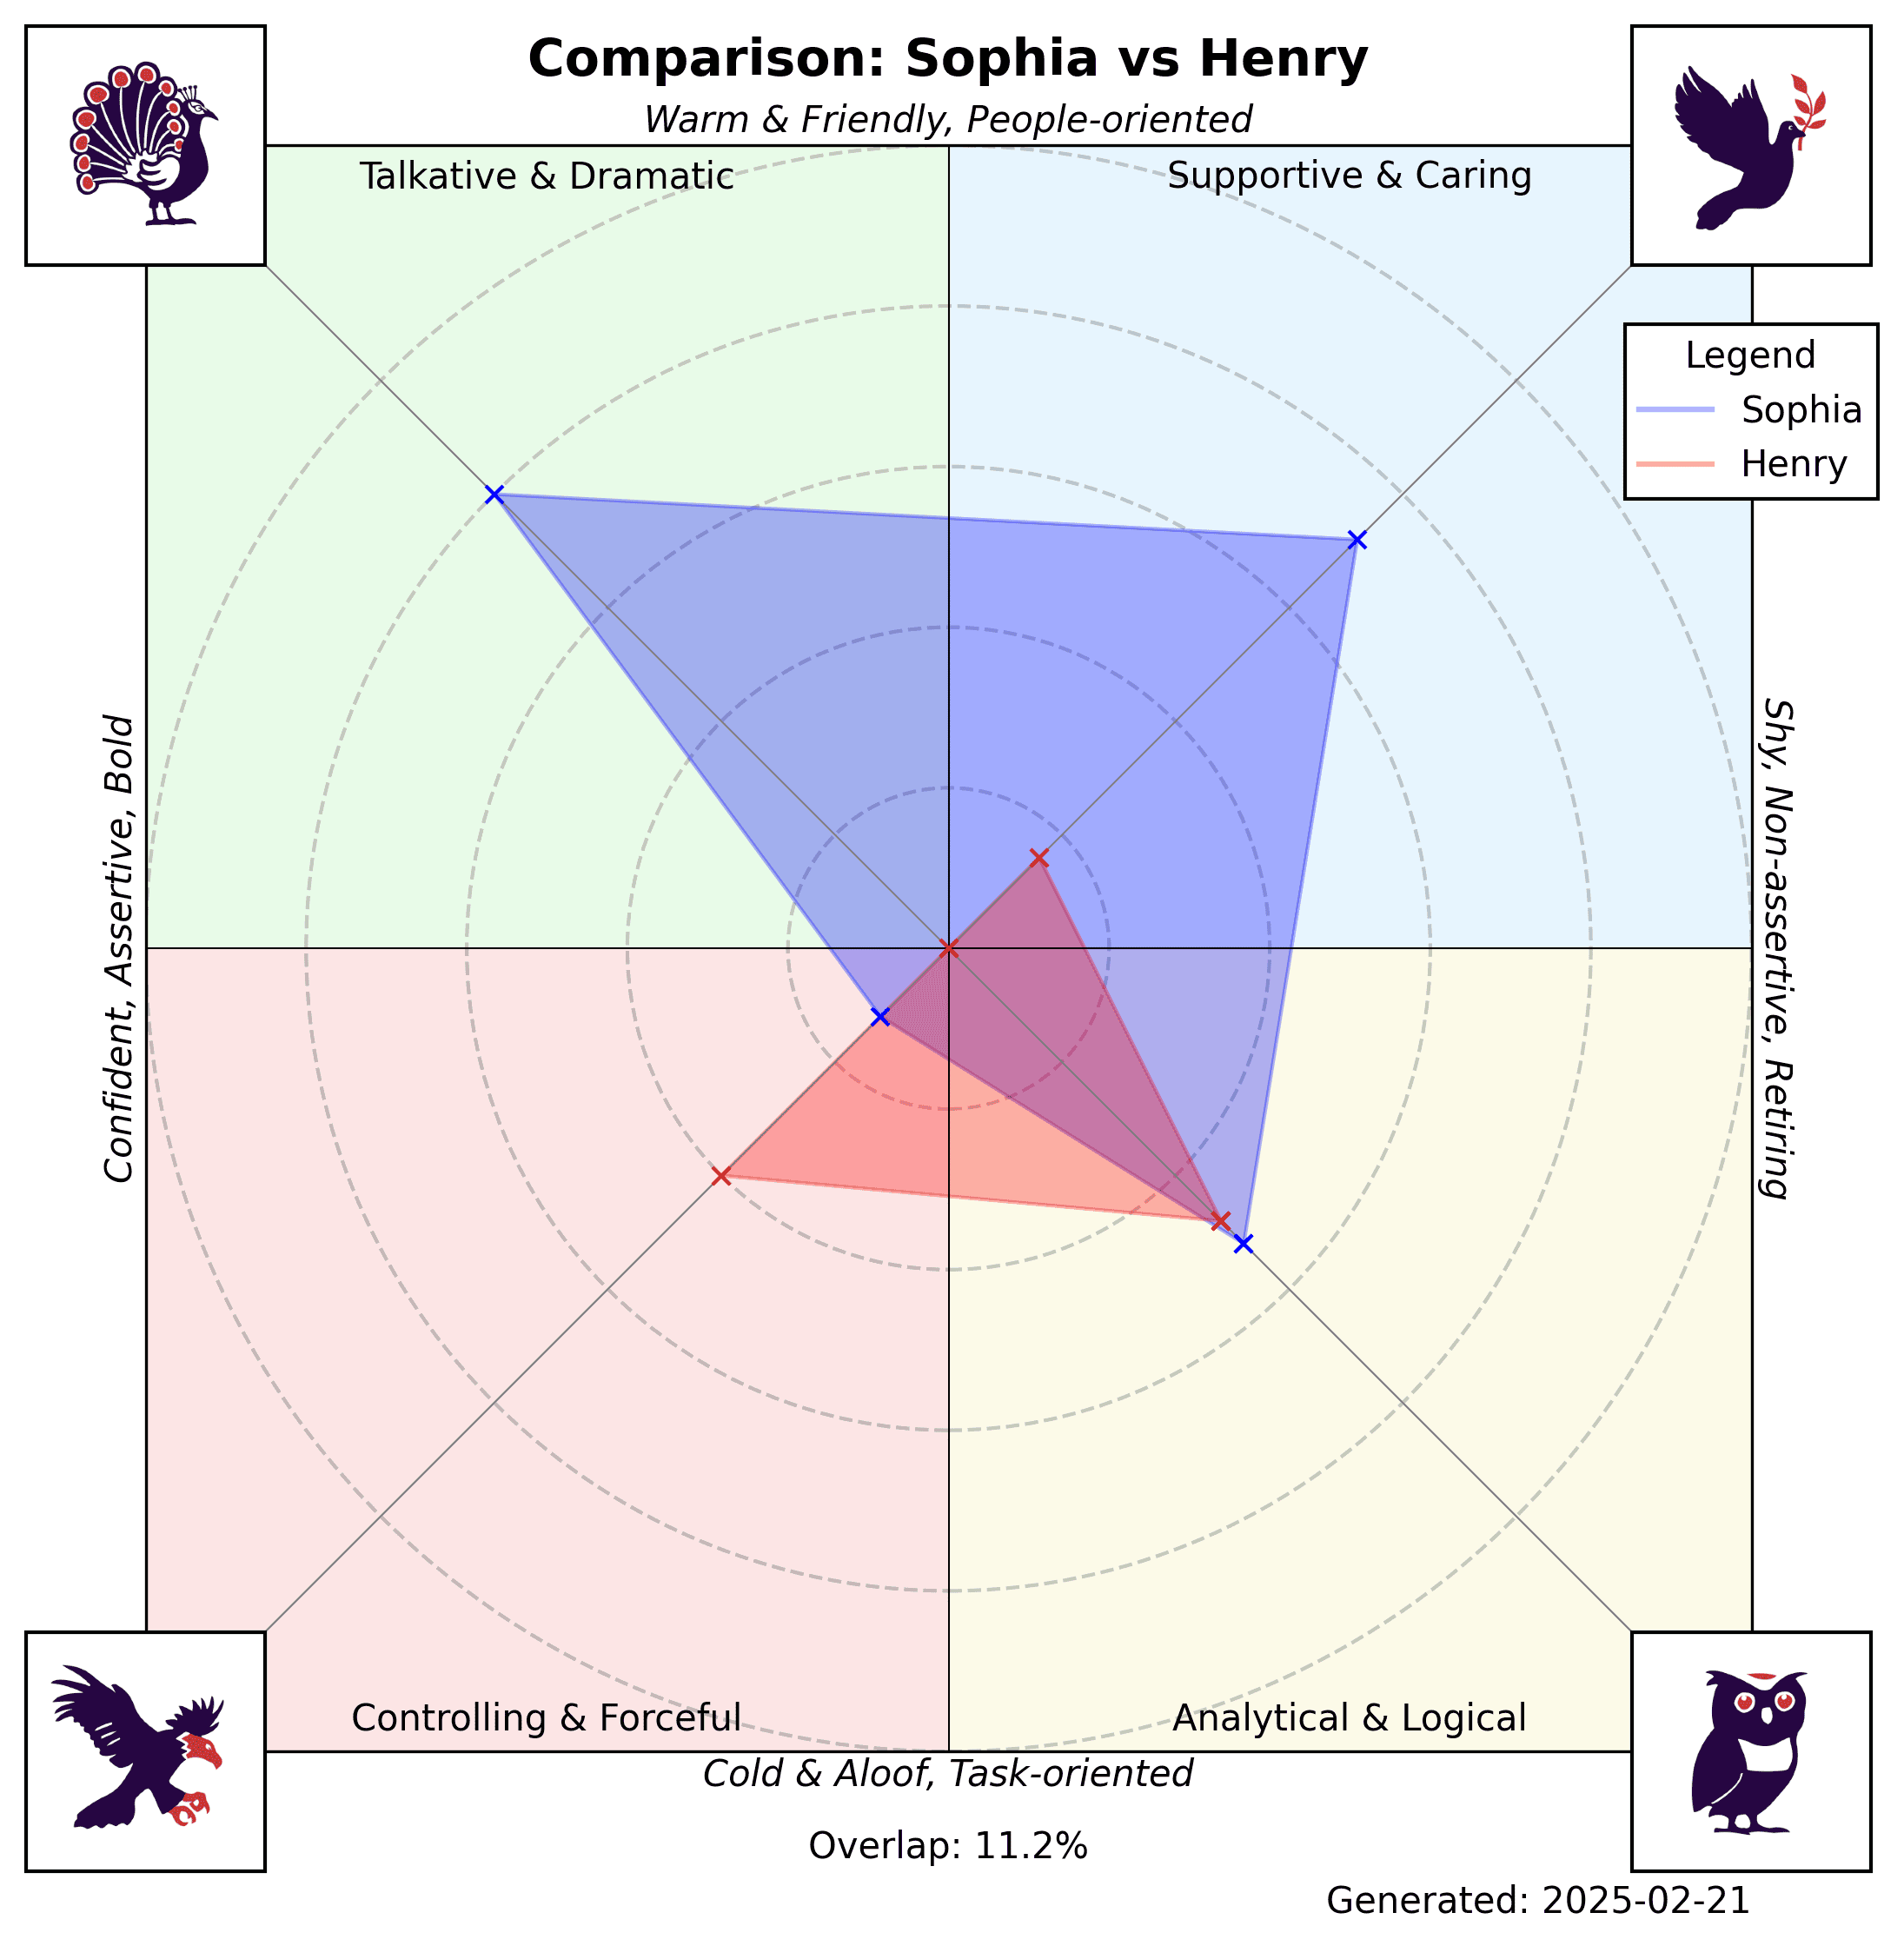 Comparison: Sophia vs Henry
Warm & Friendly, People-oriented
Talkative & Dramatic
Supportive & Caring
Legend
Sophia
Henry
Confident, Assertive, Bold
Shy, Non-assertive, Retiring
Controlling & Forceful
Analytical & Logical
Cold & Aloof, Task-oriented
Overlap: 11.2%
Generated: 2025-02-21